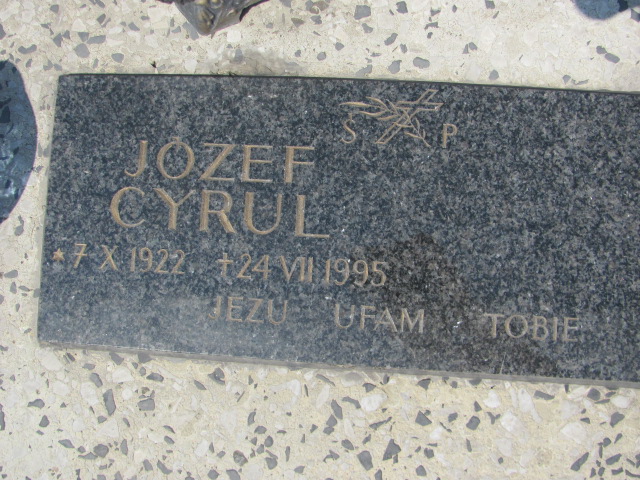 S P
JÓZEF
CYRUL
* 7 X 1922. + 24 VII 1995
JEZU UFAM TOBIE